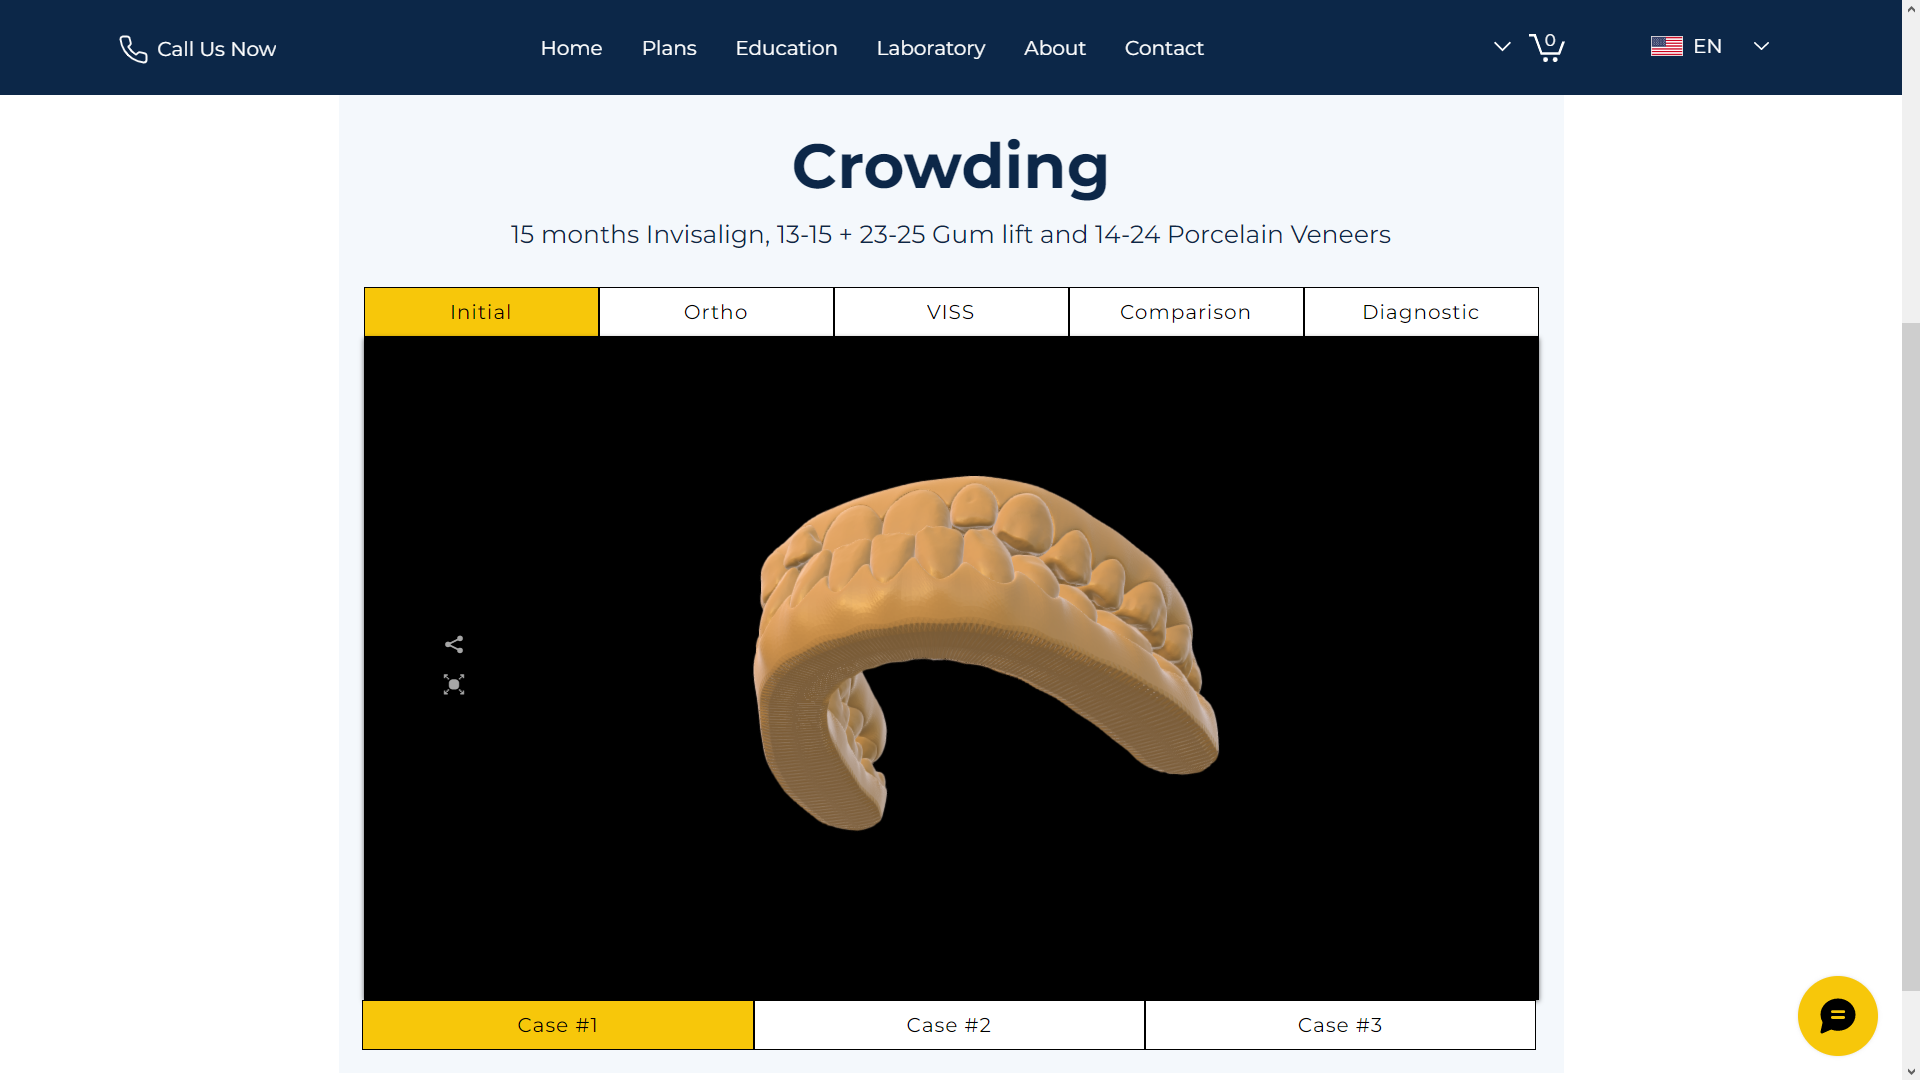 Call Us Now
Home Plans Education Laboratory About Contact
0
EN
Crowding
15 months Invisalign, 13-15 + 23-25 Gum lift and 14-24 Porcelain Veneers
Initial Ortho VISS Comparison Diagnostic
Case #1 Case #2 Case #3